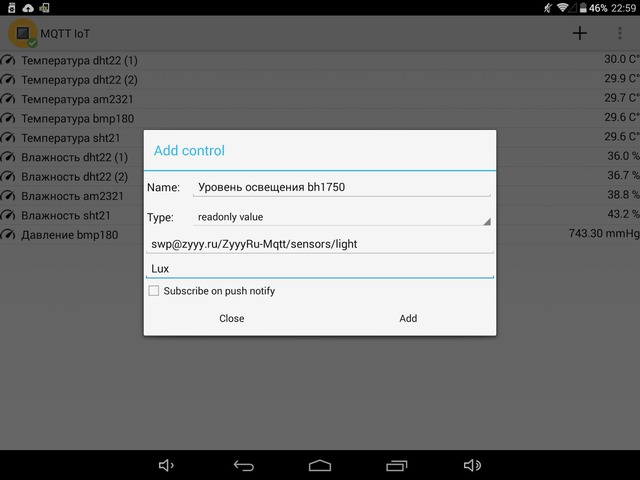 46% 22:59
MQTT IoT
Температура dht22 (1) 30.0 C°
Температура dht22 (2) 29.9 C°
Температура am2321 29.7 C°
Температура bmp180 29.6 C°
Температура sht21 29.6 C°
Влажность dht22 (1) 36.0 %
Влажность dht22 (2) 36.7 %
Влажность am2321 38.8 %
Влажность sht21 43.2 %
Давление bmp180 743.30 mmHg
Add control
Name: Уровень освещения bh1750
Type: readonly value
swp@zyyy.ru/ZyyyRu-Mqtt/sensors/light
Lux
Subscribe on push notify
Close Add